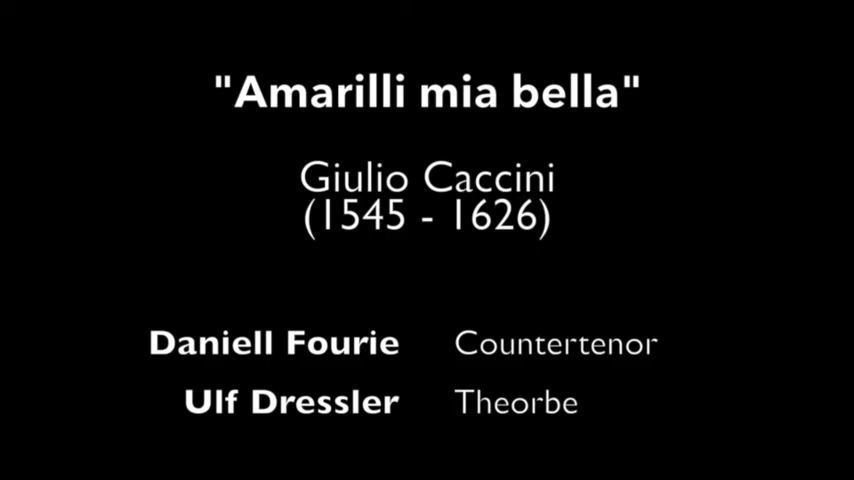 "Amarilli mia bella"
Giulio Caccini
(1545 - 1626)
Daniell Fourie Countertenor
Ulf Dressler Theorbe